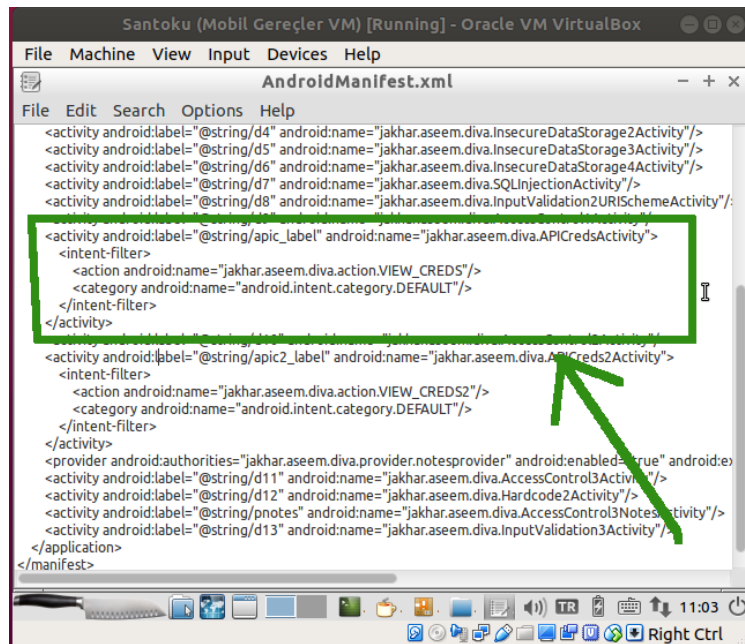 Santoku (Mobil Gereçler VM) [Running] - Oracle VM VirtualBox
File Machine View Input Devices Help
AndroidManifest.xml
File Edit Search Options Help
<activity android:label="@string/d4" android:name="jakhar.aseem.diva.InsecureDataStorage2Activity"/>
<activity android:label="@string/d5" android:name="jakhar.aseem.diva.InsecureDataStorage3Activity"/>
<activity android:label="@string/d6" android:name="jakhar.aseem.diva.InsecureDataStorage4Activity"/>
<activity android:label="@string/d7" android:name="jakhar.aseem.diva.SQLInjectionActivity"/>
<activity android:label="@string/d8" android:name="jakhar.aseem.diva.InputValidation2URISchemeActivity"/
<activity android:label="@string/apic_label" android:name="jakhar.aseem.diva.APICredsActivity">
<intent-filter>
<action android:name="jakhar.aseem.diva.action.VIEW_CREDS"/>
<category android:name="android.intent.category.DEFAULT"/>
</intent-filter>
</activity>
<activity android:label="@string/apic2_label" android:name="jakhar.aseem.diva.APICreds2Activity">
<intent-filter>
<action android:name="jakhar.aseem.diva.action.VIEW_CREDS2"/>
<category android:name="android.intent.category.DEFAULT"/>
</intent-filter>
</activity>
<provider android:authorities="jakhar.aseem.diva.provider.notesprovider" android:enabled="true" android:ex
<activity android:label="@string/d11" android:name="jakhar.aseem.diva.AccessControl3Activity"/>
<activity android:label="@string/d12" android:name="jakhar.aseem.diva.Hardcode2Activity"/>
<activity android:label="@string/pnotes" android:name="jakhar.aseem.diva.AccessControl3NotesActivity"/>
<activity android:label="@string/d13" android:name="jakhar.aseem.diva.InputValidation3Activity"/>
</application>
</manifest>
TR 11:03
Right Ctrl